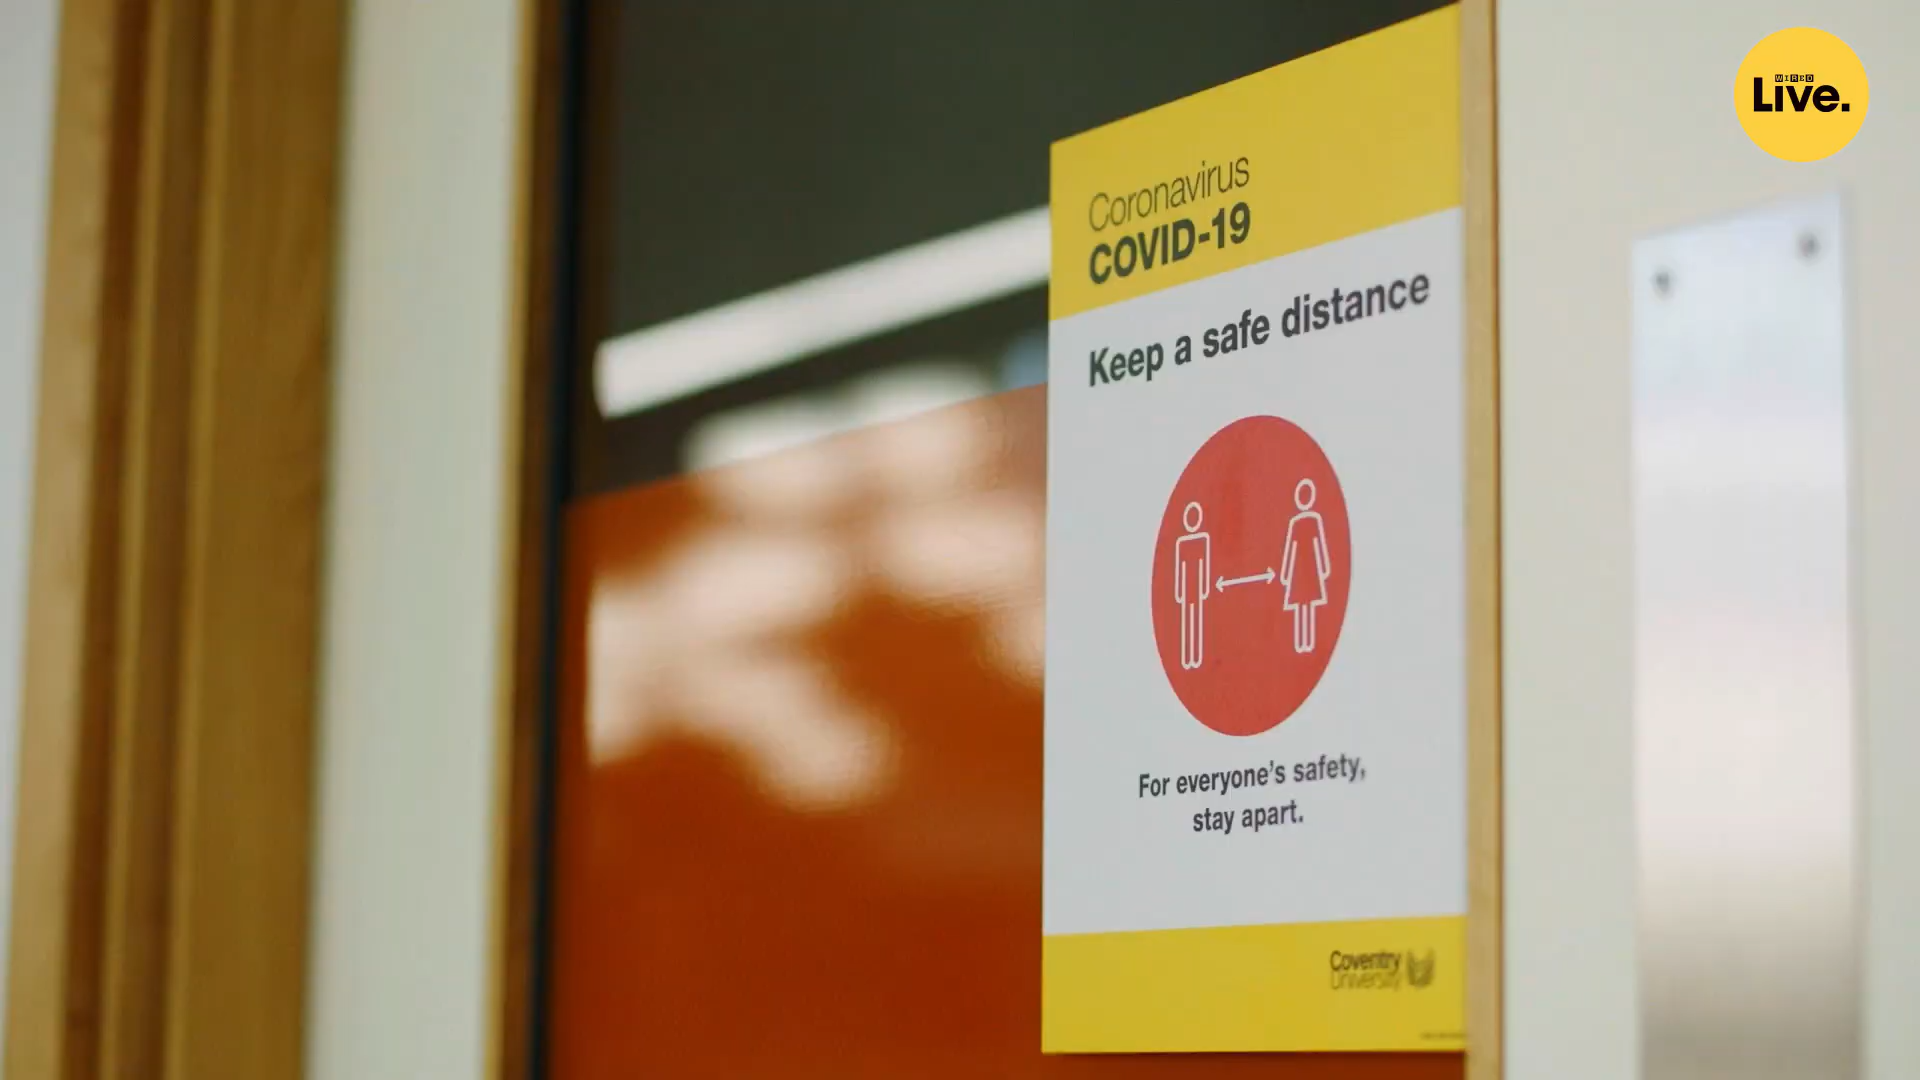 WIRED
Live.
Coronavirus
COVID-19
Keep a safe distance
For everyone's safety,
stay apart.
Coventry
University